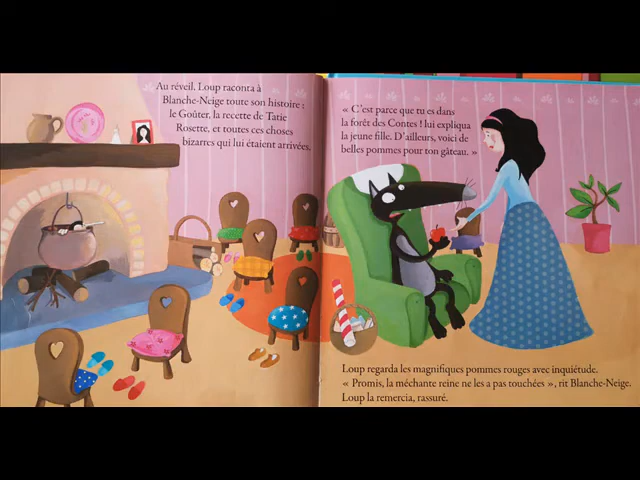 Au réveil, Loup raconta à
Blanche-Neige toute son histoire :
le Goûter, la recette de Tatie
Rosette, et toutes ces choses
bizarres qui lui étaient arrivées.
« C'est parce que tu es dans
la forêt des Contes ! lui expliqua
la jeune fille. D'ailleurs, voici de
belles pommes pour ton gâteau. »
Loup regarda les magnifiques pommes rouges avec inquiétude.
« Promis, la méchante reine ne les a pas touchées », rit Blanche-Neige.
Loup la remercia, rassuré.